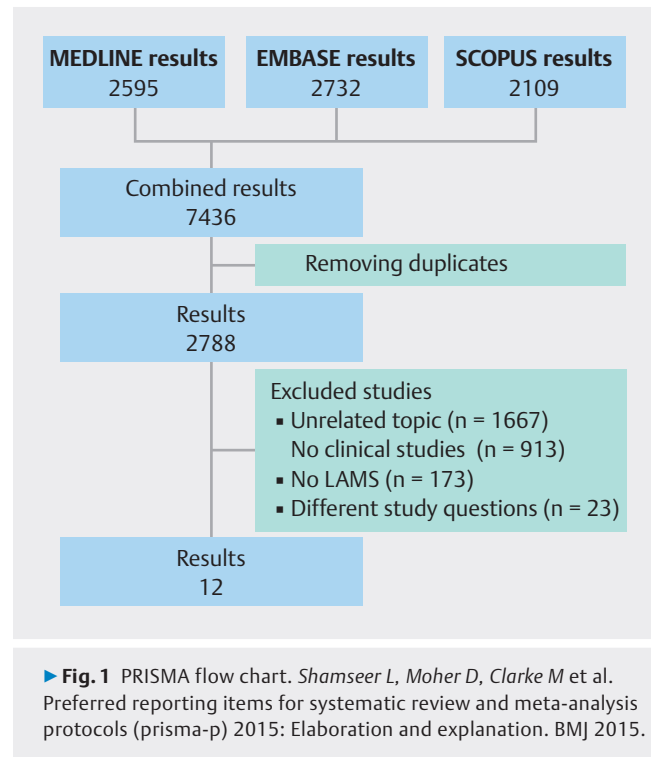 MEDLINE results
2595
EMBASE results
2732
SCOPUS results
2109
Combined results
7436
Removing duplicates
Results
2788
Excluded studies
▪ Unrelated topic (n = 1667)
No clinical studies (n = 913)
▪ No LAMS (n = 173)
▪ Different study questions (n = 23)
Results
12
▶ Fig. 1 PRISMA flow chart. Shamseer L, Moher D, Clarke M et al.
Preferred reporting items for systematic review and meta-analysis
protocols (prisma-p) 2015: Elaboration and explanation. BMJ 2015.